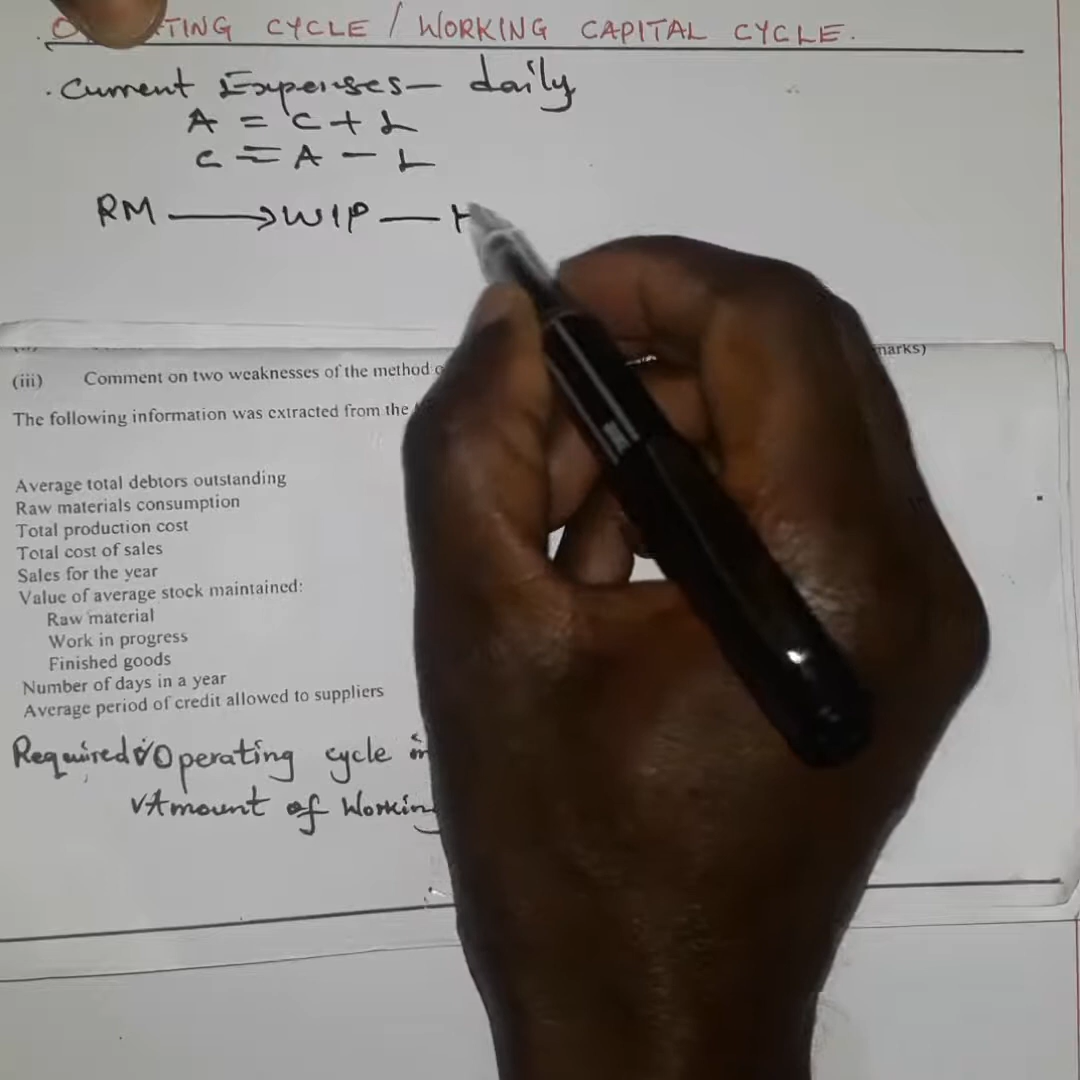 TING CYCLE / WORKING CAPITAL CYCLE.
. Current Expenses — daily
A = C + L
C = A - L
RM → WIP —
marks)
(iii) Comment on two weaknesses of the method
The following information was extracted from the
Average total debtors outstanding
Raw materials consumption
Total production cost
Total cost of sales
Sales for the year
Value of average stock maintained:
Raw material
Work in progress
Finished goods
Number of days in a year
Average period of credit allowed to suppliers
Required ✓ Operating cycle in
✓ Amount of Working